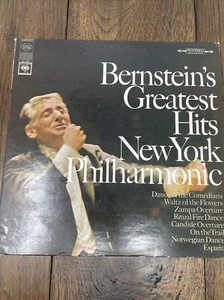 Bernstein's
Greatest
Hits
New York
Philharmonic
Dance of the Comedians
Waltz of the Flowers
Zampa Overture
Ritual Fire Dance
Candide Overture
On the Trail
Norwegian Dance
España
STEREO